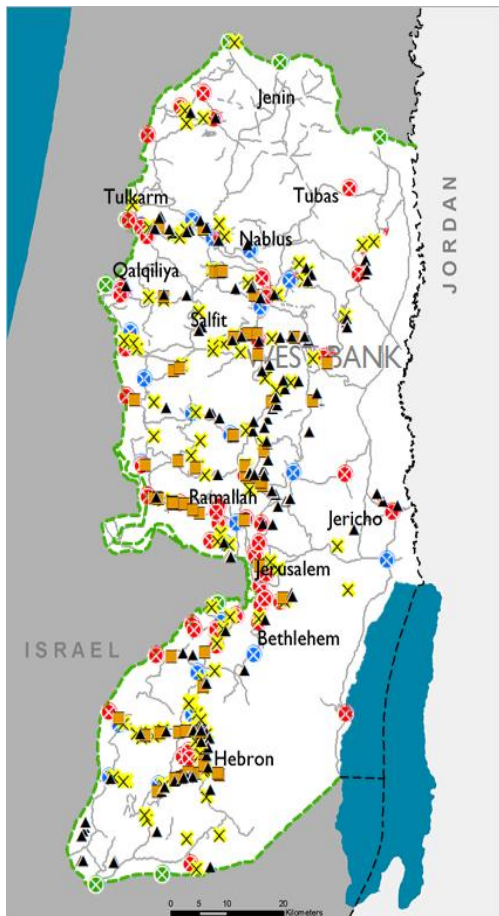 Jenin
Tubas
Tulkarm
Nablus
JORDAN
Qalqiliya
Salfit
WEST BANK
Ramallah
Jericho
Jerusalem
ISRAEL
Bethlehem
Hebron
0 5 10 20
Kilometers